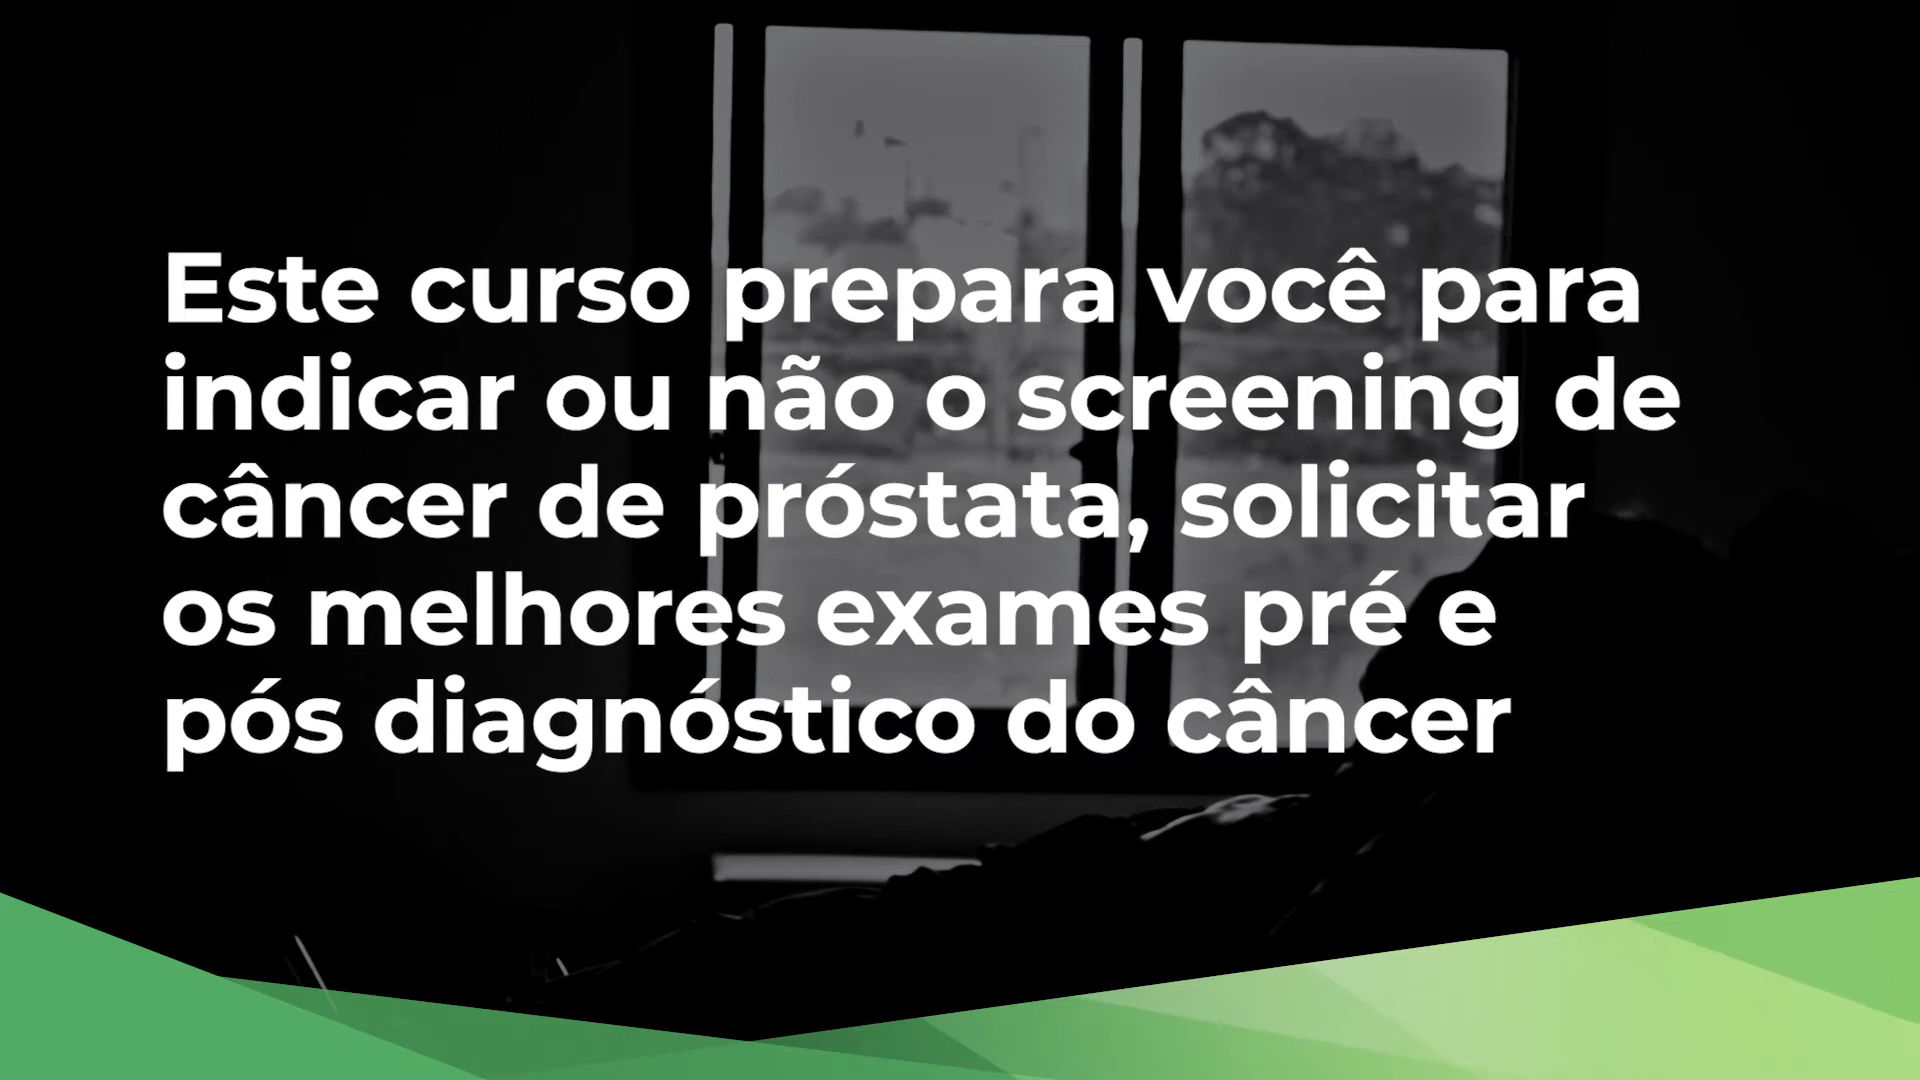 Este curso prepara você para
indicar ou não o screening de
câncer de próstata, solicitar
os melhores exames pré e
pós diagnóstico do câncer